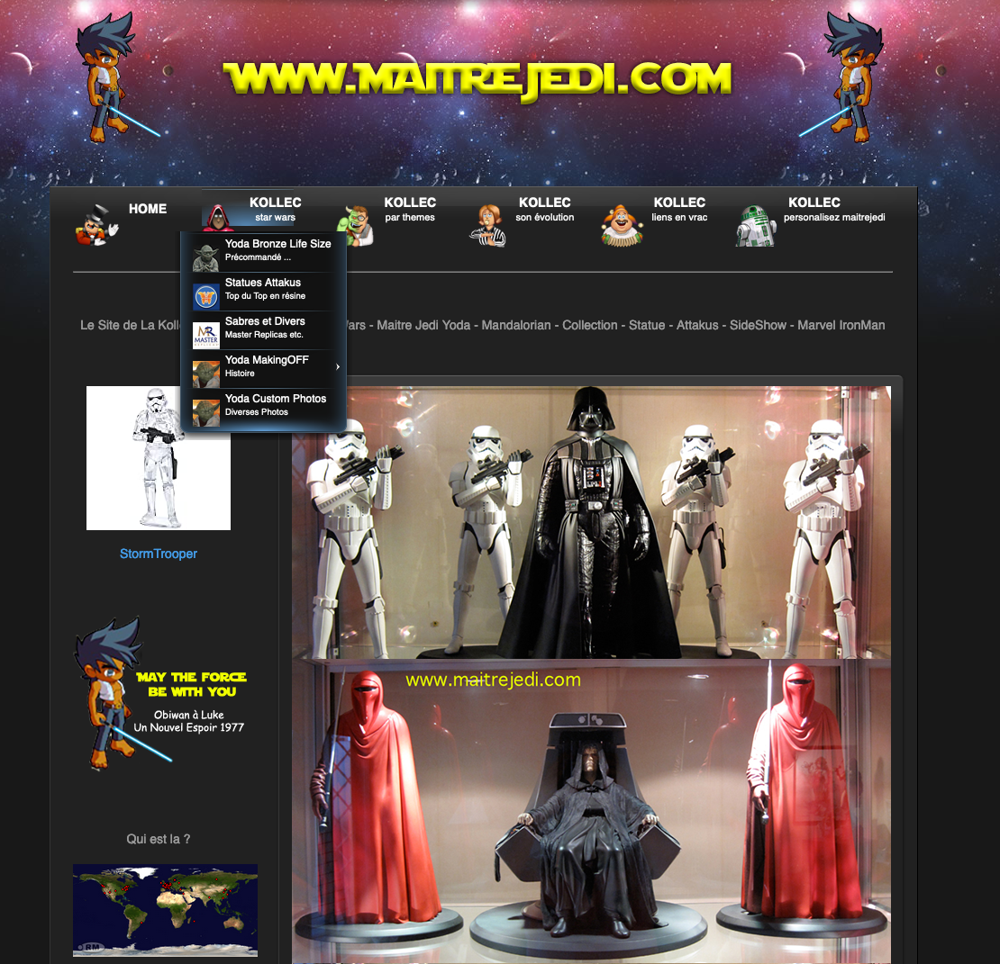 WWW.MAITREJEDI.COM
HOME
KOLLEC
star wars
KOLLEC
par themes
KOLLEC
son évolution
KOLLEC
liens en vrac
KOLLEC
personalisez maitrejedi
Yoda Bronze Life Size
Précommandé ...
Statues Attakus
Top du Top en résine
Sabres et Divers
Master Replicas etc.
Yoda MakingOFF
Histoire
Yoda Custom Photos
Diverses Photos
MR
MASTER
Le Site de La Kolle
ars - Maitre Jedi Yoda - Mandalorian - Collection - Statue - Attakus - SideShow - Marvel IronMan
StormTrooper
MAY THE FORCE
BE WITH YOU
Obiwan à Luke
Un Nouvel Espoir 1977
Qui est la ?
RM
www.maitrejedi.com